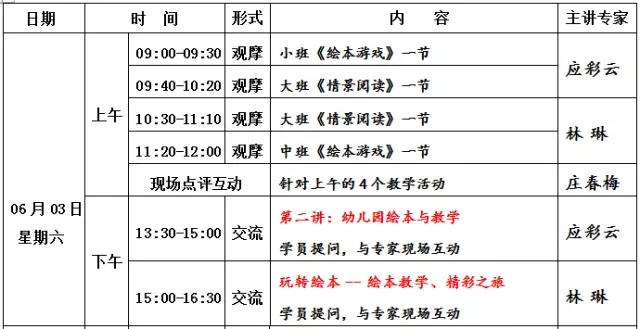 日期 时 间 形式 内 容 主讲专家
06月03日
星期六
上午
09:00-09:30 观摩 小班《绘本游戏》一节
应彩云
09:40-10:20 观摩 大班《情景阅读》一节
10:30-11:10 观摩 大班《情景阅读》一节
林 琳
11:20-12:00 观摩 中班《绘本游戏》一节
现场点评互动 针对上午的4个教学活动 庄春梅
下午
13:30-15:00 交流 第二讲：幼儿园绘本与教学
学员提问，与专家现场互动
应彩云
15:00-16:30 交流 玩转绘本 -- 绘本教学、精彩之旅
学员提问，与专家现场互动
林 琳